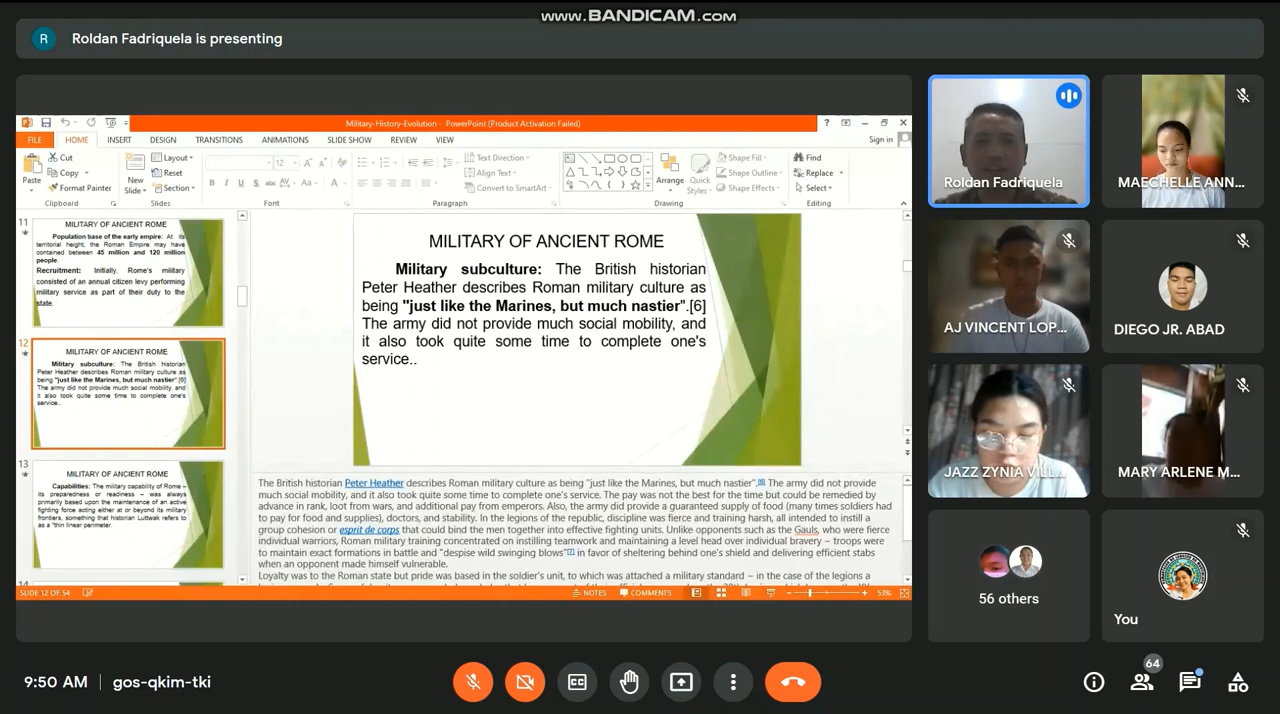 www.BANDICAM.com
R
Roldan Fadriquela is presenting
Military-History-Evolution - PowerPoint (Product Activation Failed)
FILE
HOME
INSERT
DESIGN
TRANSITIONS
ANIMATIONS
SLIDE SHOW
REVIEW
VIEW
Sign in
Paste
Cut
Copy
Format Painter
Clipboard
New
Slide
Layout
Reset
Section
Slides
12
Font
Paragraph
Text Direction
Align Text
Convert to SmartArt
Arrange
Quick
Styles
Shape Fill
Shape Outline
Shape Effects
Drawing
Find
Replace
Select
Editing
11
MILITARY OF ANCIENT ROME
Population base of the early empire: At its
territorial height, the Roman Empire may have
contained between 45 million and 120 million
people.
Recruitment: Initially, Rome's military
consisted of an annual citizen levy performing
military service as part of their duty to the
state.
12
MILITARY OF ANCIENT ROME
Military subculture: The British historian
Peter Heather describes Roman military culture as
being "just like the Marines, but much nastier".[6]
The army did not provide much social mobility, and
it also took quite some time to complete one's
service..
13
MILITARY OF ANCIENT ROME
Capabilities: The military capability of Rome –
its preparedness or readiness – was always
primarily based upon the maintenance of an active
fighting force acting either at or beyond its military
frontiers, something that historian Luttwak refers to
as a "thin linear perimeter.
MILITARY OF ANCIENT ROME
Military subculture: The British historian
Peter Heather describes Roman military culture as
being "just like the Marines, but much nastier".[6]
The army did not provide much social mobility, and
it also took quite some time to complete one's
service..
The British historian Peter Heather describes Roman military culture as being "just like the Marines, but much nastier".[6] The army did not provide
much social mobility, and it also took quite some time to complete one's service. The pay was not the best for the time but could be remedied by
advance in rank, loot from wars, and additional pay from emperors. Also, the army did provide a guaranteed supply of food (many times soldiers had
to pay for food and supplies), doctors, and stability. In the legions of the republic, discipline was fierce and training harsh, all intended to instill a
group cohesion or esprit de corps that could bind the men together into effective fighting units. Unlike opponents such as the Gauls, who were fierce
individual warriors, Roman military training concentrated on instilling teamwork and maintaining a level head over individual bravery – troops were
to maintain exact formations in battle and "despise wild swinging blows"[7] in favor of sheltering behind one's shield and delivering efficient stabs
when an opponent made himself vulnerable.
Loyalty was to the Roman state but pride was based in the soldier's unit, to which was attached a military standard – in the case of the legions a
SLIDE 12 OF 54
NOTES
COMMENTS
53%
Roldan Fadriquela
MAECHELLE ANN...
AJ VINCENT LOP...
DIEGO JR. ABAD
JAZZ ZYNIA VILL...
MARY ARLENE M...
56 others
You
9:50 AM
gos-qkim-tki
CC
64